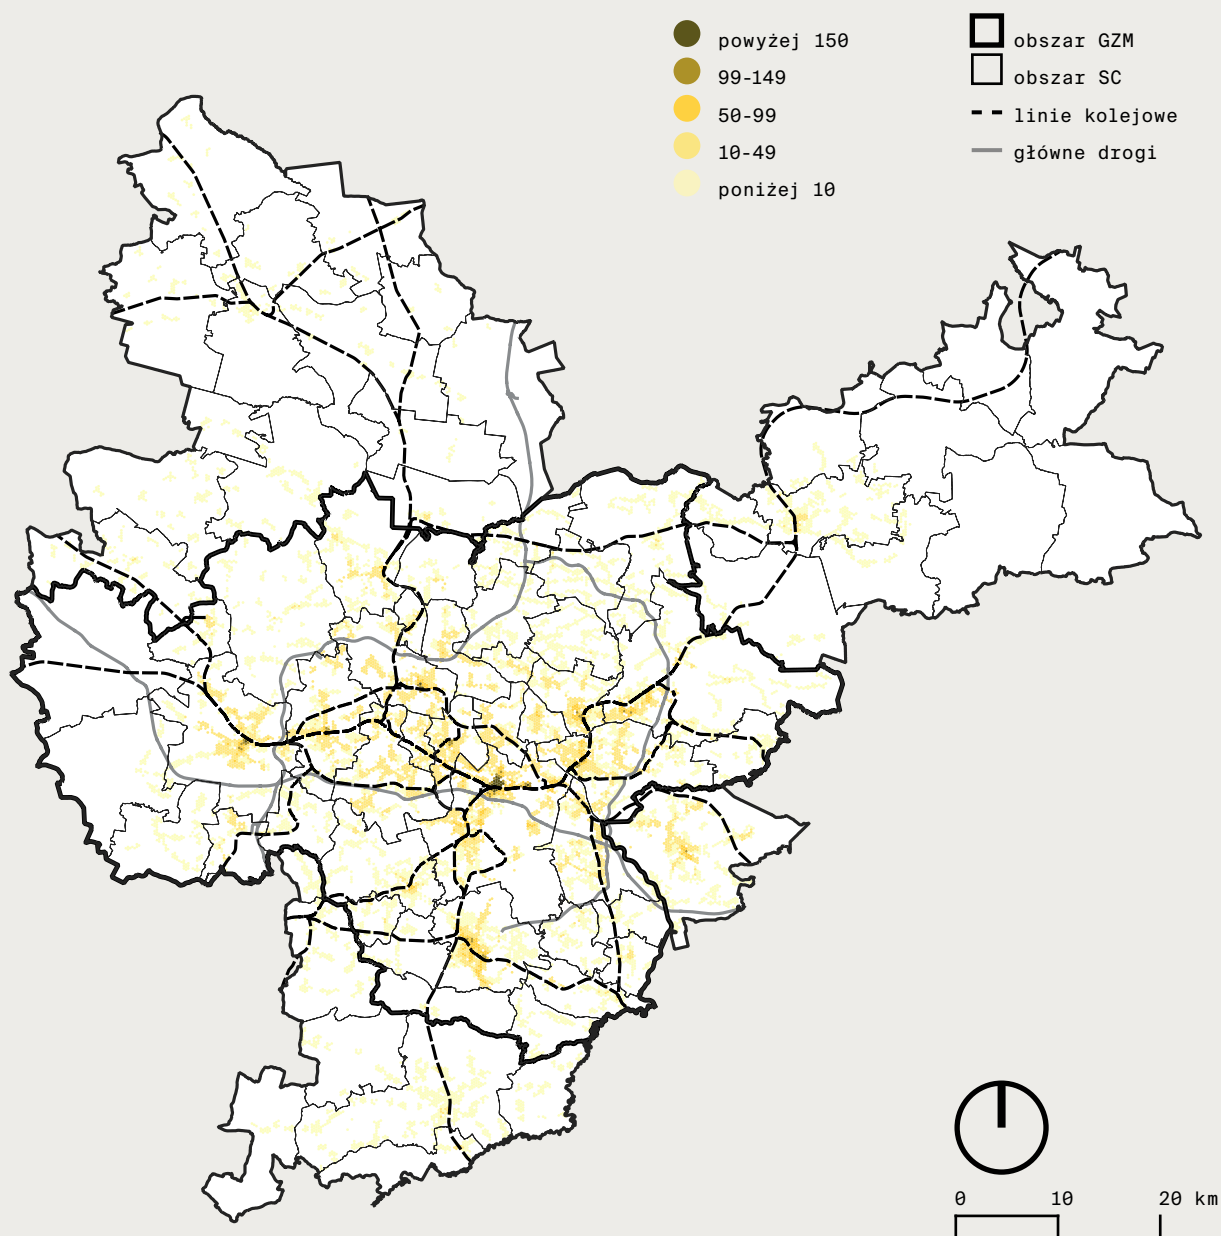 powyżej 150
99-149
50-99
10-49
poniżej 10
obszar GZM
obszar SC
linie kolejowe
główne drogi
0 10 20 km